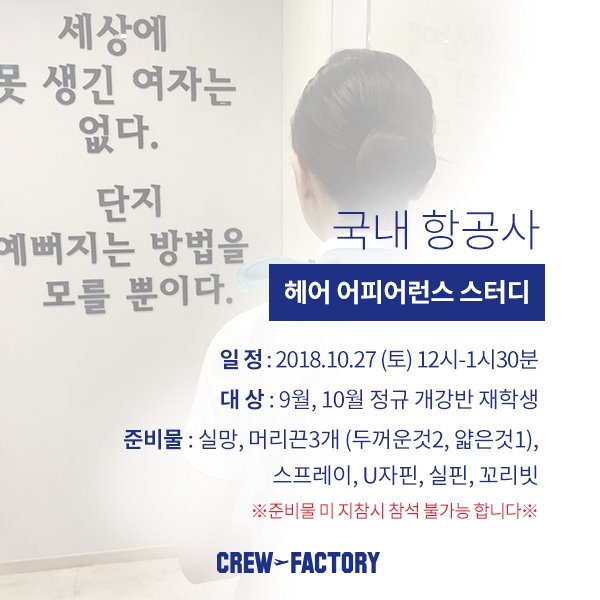 세상에
못 생긴 여자는
없다.
단지
예뻐지는 방법을
모를 뿐이다.
국내 항공사
헤어 어피어런스 스터디
일 정 : 2018.10.27 (토) 12시-1시30분
대 상 : 9월, 10월 정규 개강반 재학생
준비물 : 실망, 머리끈3개 (두꺼운것2, 얇은것1),
스프레이, U자핀, 실핀, 꼬리빗
※준비물 미 지참시 참석 불가능 합니다※
CREW FACTORY